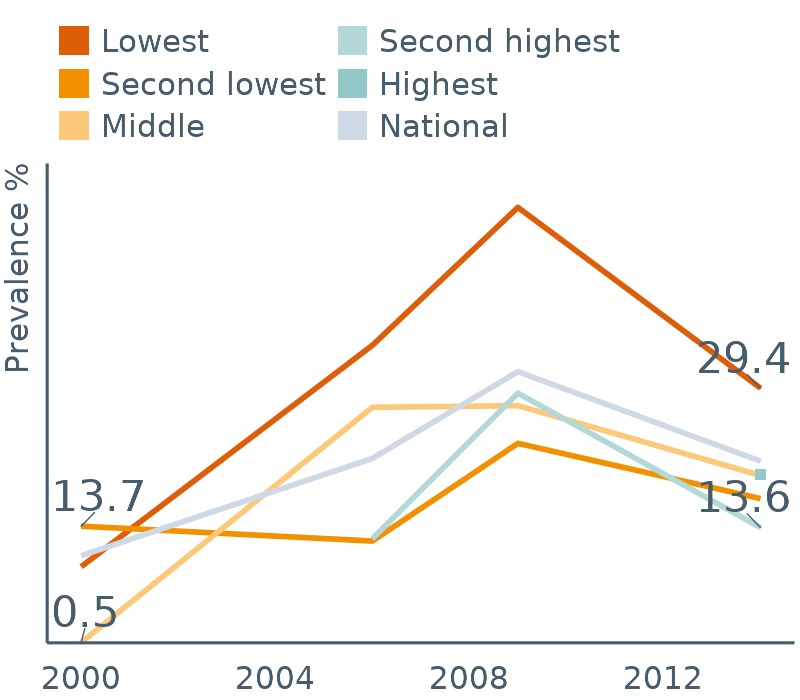 Lowest
Second lowest
Middle
Second highest
Highest
National
Prevalence %
29.4
13.7
13.6
0.5
2000 2004 2008 2012